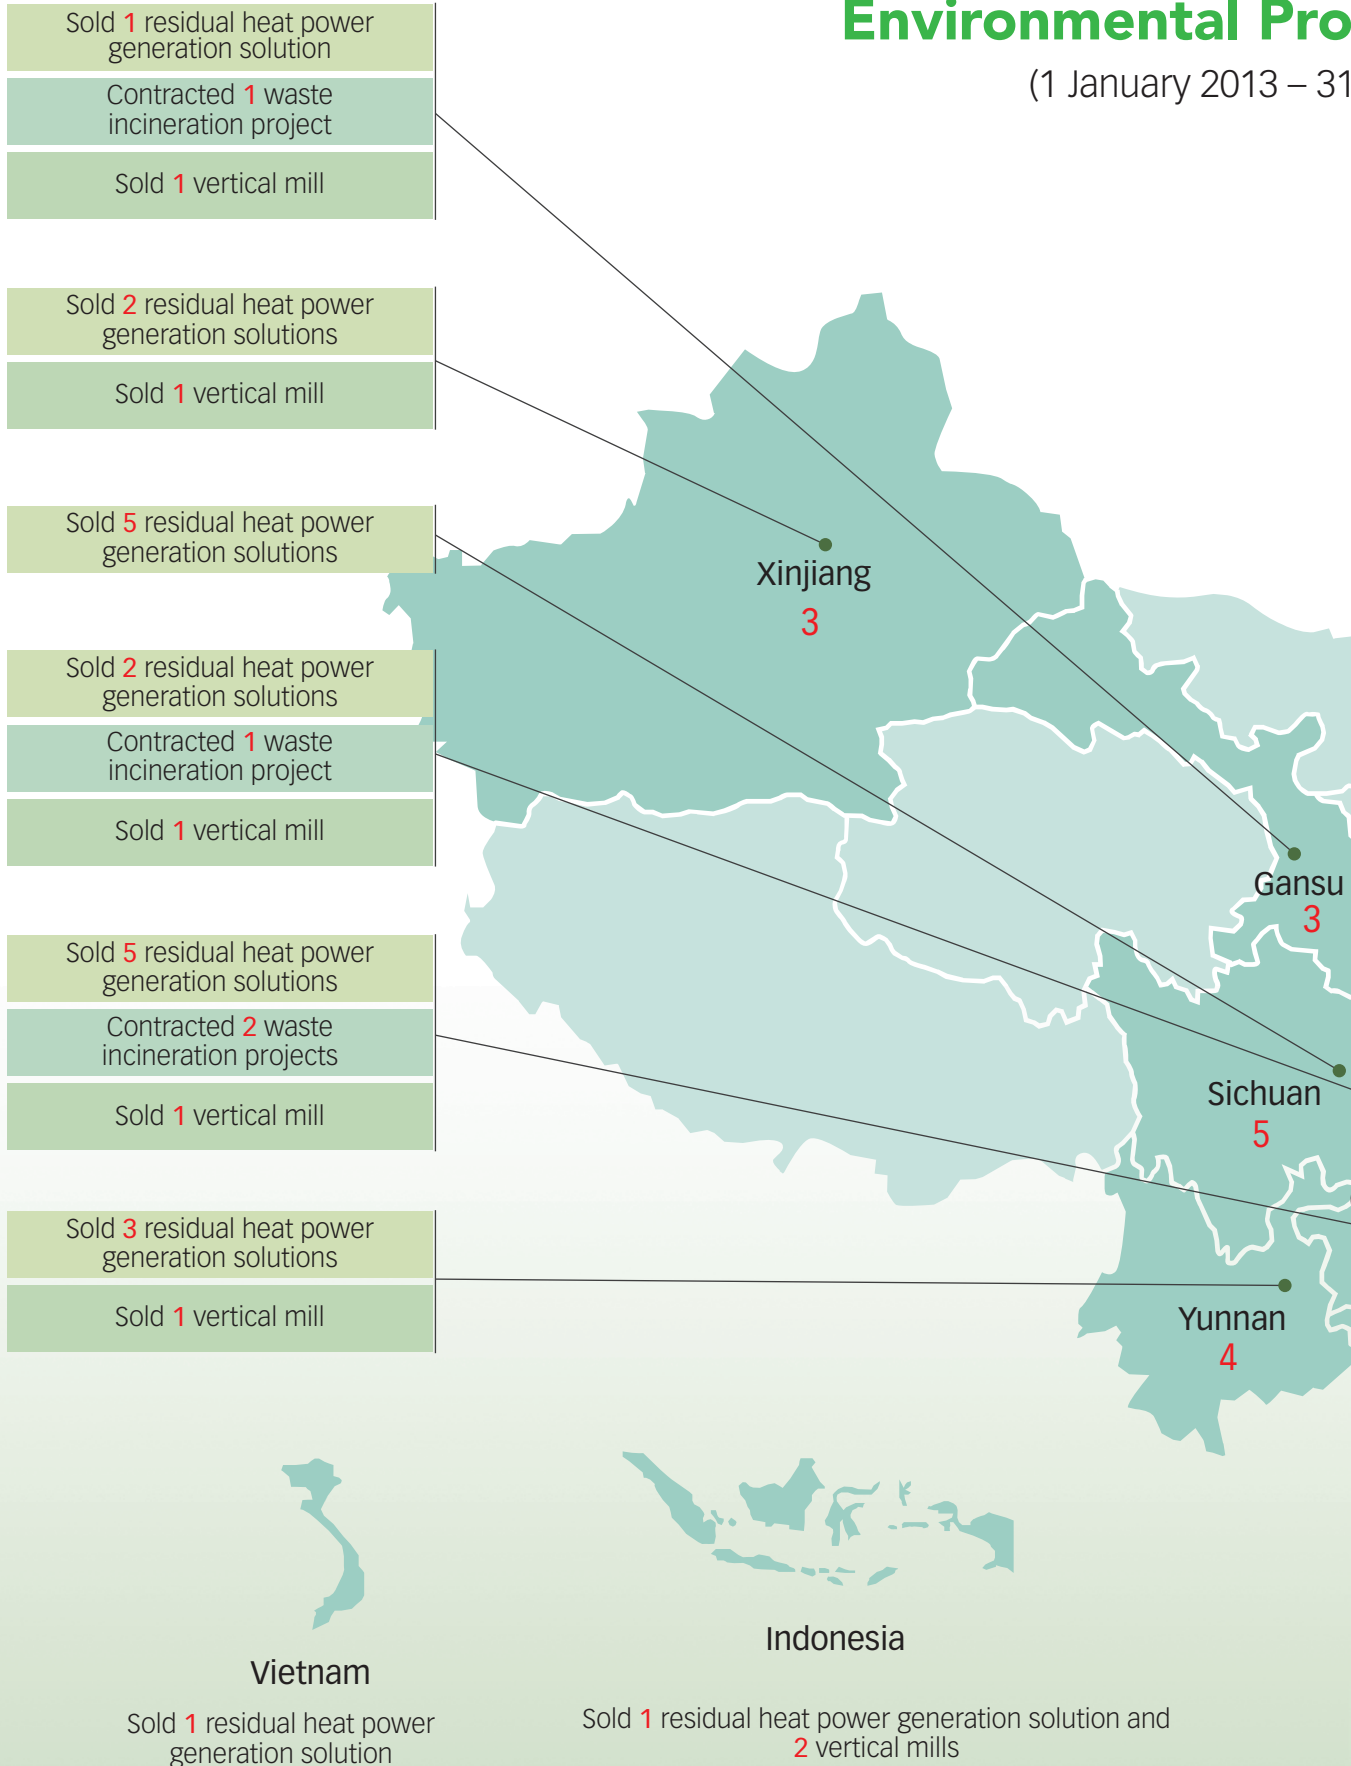 Environmental Pro
(1 January 2013 – 31
Sold 1 residual heat power
generation solution
Contracted 1 waste
incineration project
Sold 1 vertical mill
Sold 2 residual heat power
generation solutions
Sold 1 vertical mill
Sold 5 residual heat power
generation solutions
Sold 2 residual heat power
generation solutions
Contracted 1 waste
incineration project
Sold 1 vertical mill
Sold 5 residual heat power
generation solutions
Contracted 2 waste
incineration projects
Sold 1 vertical mill
Sold 3 residual heat power
generation solutions
Sold 1 vertical mill
Xinjiang
3
Gansu
3
Sichuan
5
Yunnan
4
Vietnam
Sold 1 residual heat power
generation solution
Indonesia
Sold 1 residual heat power generation solution and
2 vertical mills